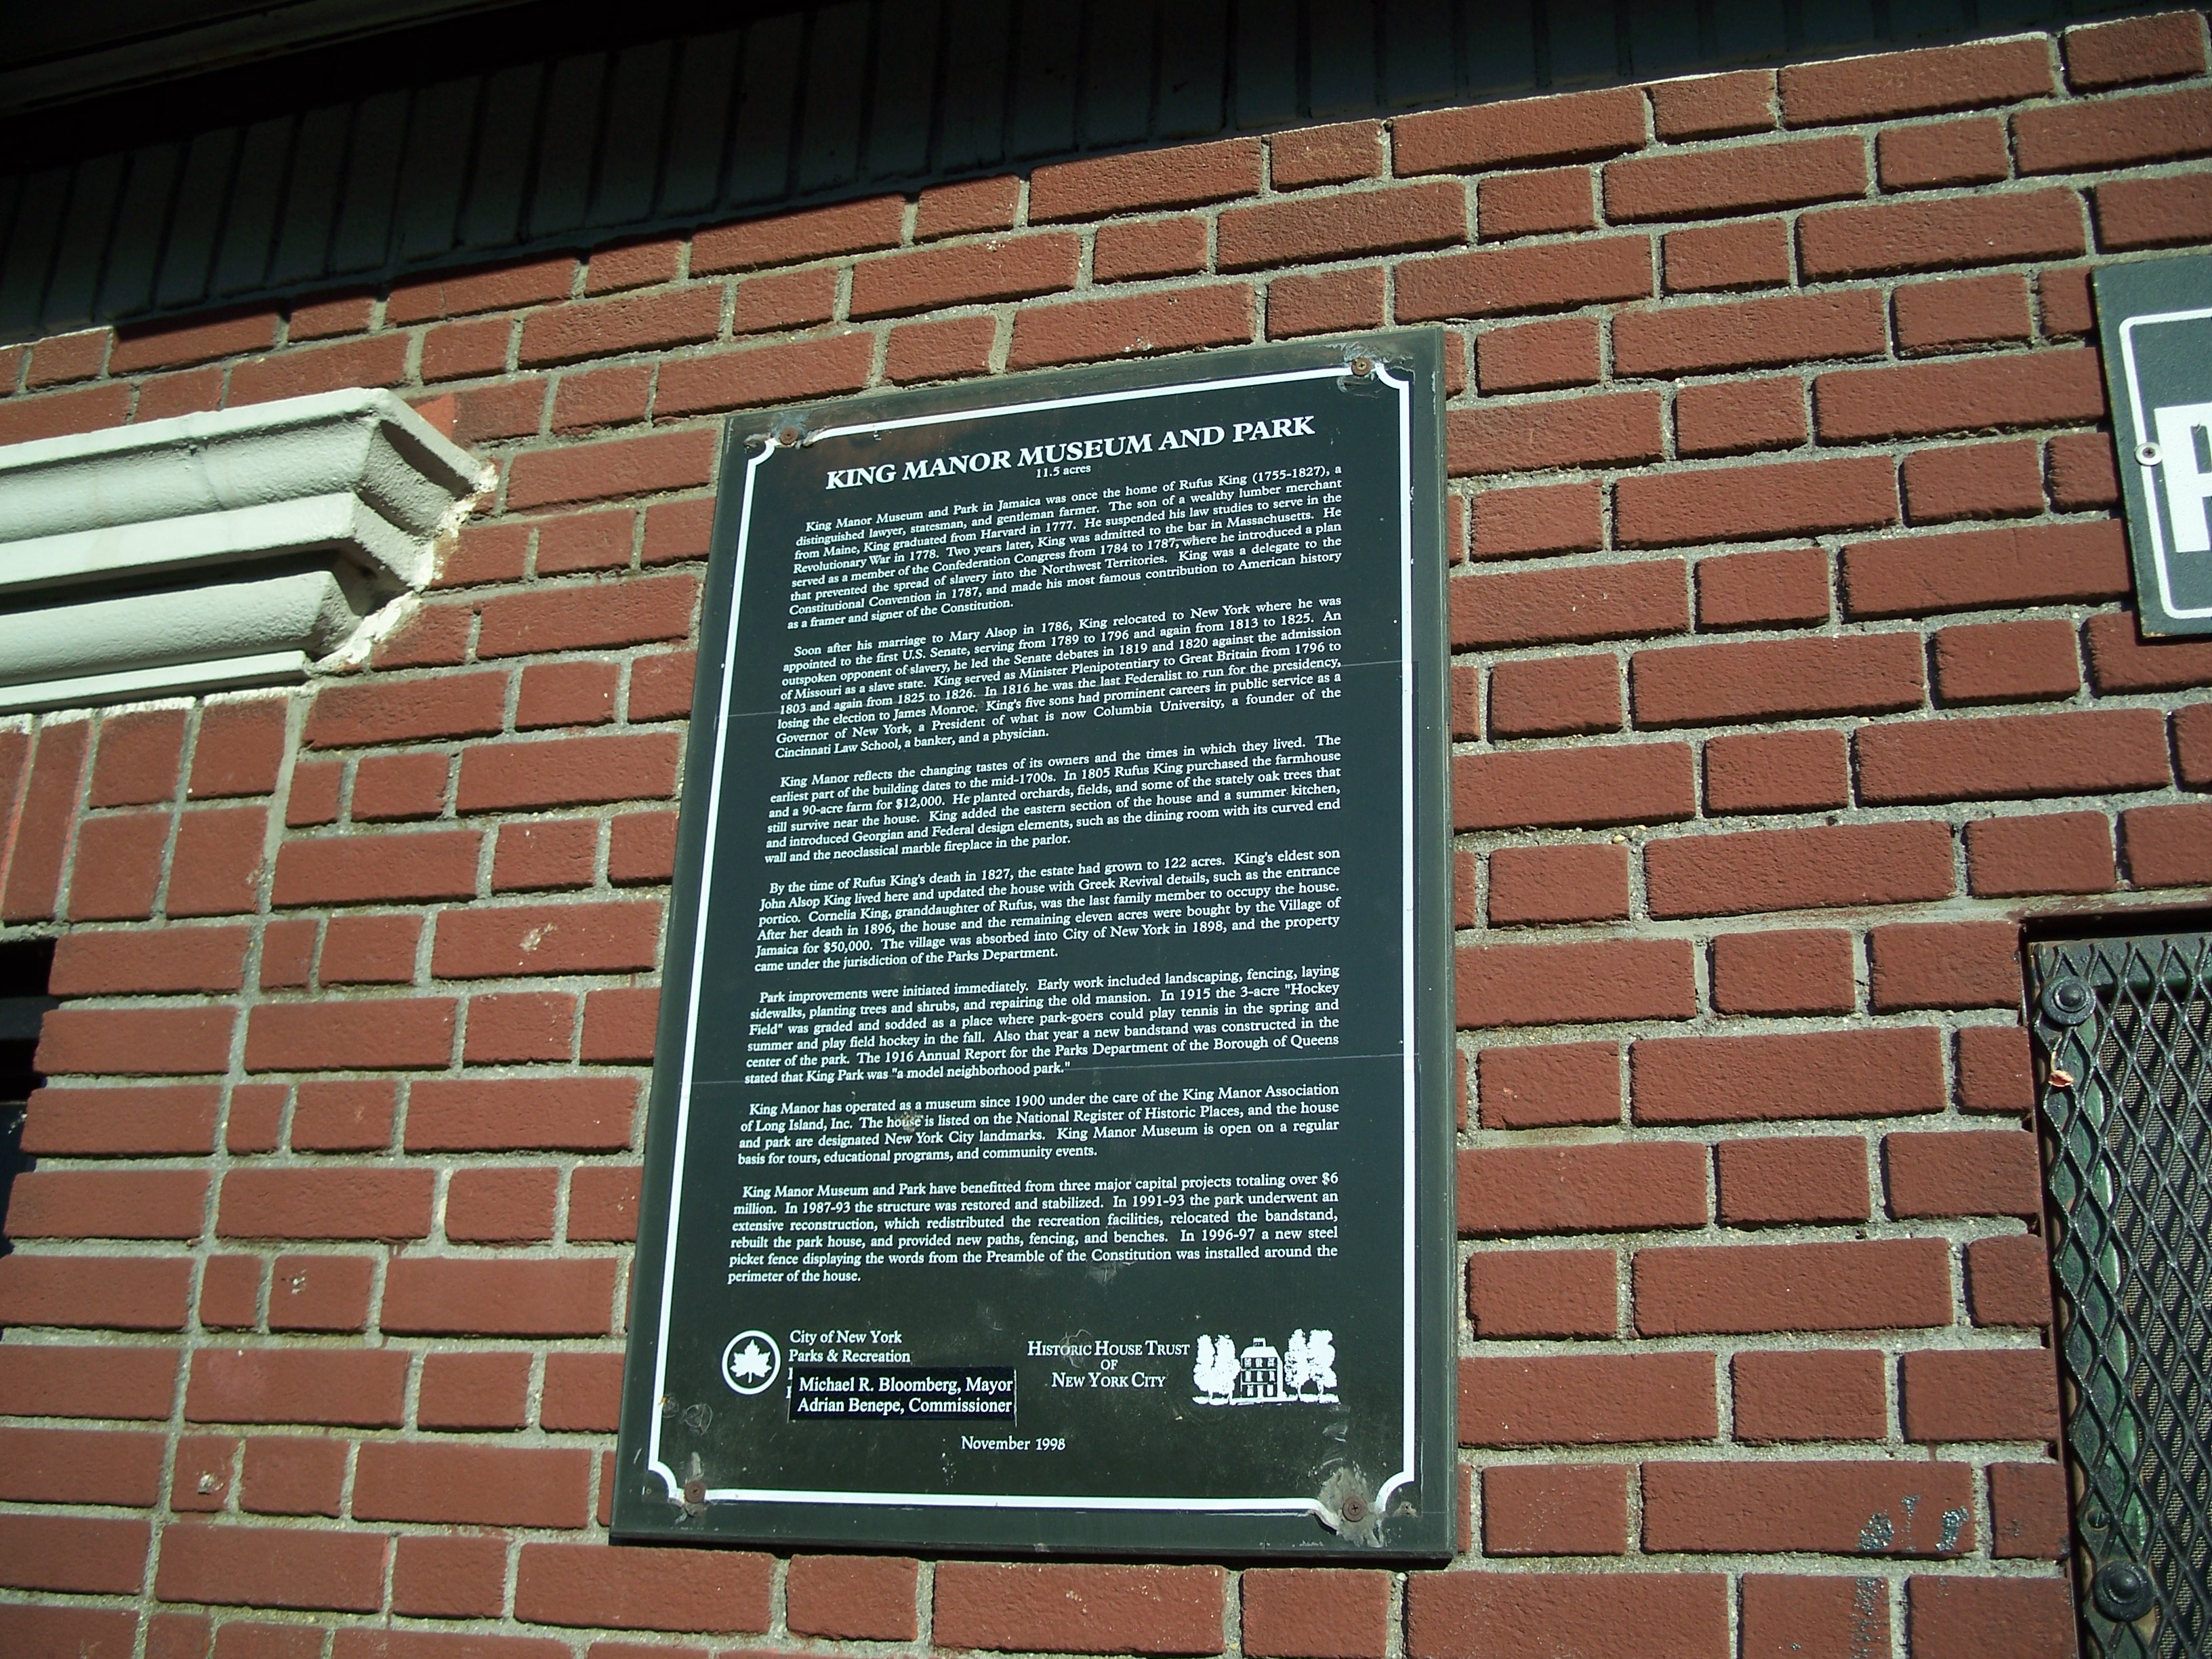 KING MANOR MUSEUM AND PARK
11.5 acres
King Manor Museum and Park in Jamaica was once the home of Rufus King (1755-1827), a
distinguished lawyer, statesman, and gentleman farmer. The son of a wealthy lumber merchant
from Maine, King graduated from Harvard in 1777. He suspended his law studies to serve in the
Revolutionary War in 1778. Two years later, King was admitted to the bar in Massachusetts. He
served as a member of the Confederation Congress from 1784 to 1787, where he introduced a plan
that prevented the spread of slavery into the Northwest Territories. King was a delegate to the
Constitutional Convention in 1787, and made his most famous contribution to American history
as a framer and signer of the Constitution.
Soon after his marriage to Mary Alsop in 1786, King relocated to New York where he was
appointed to the first U.S. Senate, serving from 1789 to 1796 and again from 1813 to 1825. An
outspoken opponent of slavery, he led the Senate debates in 1819 and 1820 against the admission
of Missouri as a slave state. King served as Minister Plenipotentiary to Great Britain from 1796 to
1803 and again from 1825 to 1826. In 1816 he was the last Federalist to run for the presidency,
losing the election to James Monroe. King's five sons had prominent careers in public service as a
Governor of New York, a President of what is now Columbia University, a founder of the
Cincinnati Law School, a banker, and a physician.
King Manor reflects the changing tastes of its owners and the times in which they lived. The
earliest part of the building dates to the mid-1700s. In 1805 Rufus King purchased the farmhouse
and a 90-acre farm for $12,000. He planted orchards, fields, and some of the stately oak trees that
still survive near the house. King added the eastern section of the house and a summer kitchen,
and introduced Georgian and Federal design elements, such as the dining room with its curved end
wall and the neoclassical marble fireplace in the parlor.
By the time of Rufus King's death in 1827, the estate had grown to 122 acres. King's eldest son
John Alsop King lived here and updated the house with Greek Revival details, such as the entrance
portico. Cornelia King, granddaughter of Rufus, was the last family member to occupy the house.
After her death in 1896, the house and the remaining eleven acres were bought by the Village of
Jamaica for $50,000. The village was absorbed into City of New York in 1898, and the property
came under the jurisdiction of the Parks Department.
Park improvements were initiated immediately. Early work included landscaping, fencing, laying
sidewalks, planting trees and shrubs, and repairing the old mansion. In 1915 the 3-acre "Hockey
Field" was graded and sodded as a place where park-goers could play tennis in the spring and
summer and play field hockey in the fall. Also that year a new bandstand was constructed in the
center of the park. The 1916 Annual Report for the Parks Department of the Borough of Queens
stated that King Park was "a model neighborhood park."
King Manor has operated as a museum since 1900 under the care of the King Manor Association
of Long Island, Inc. The house is listed on the National Register of Historic Places, and the house
and park are designated New York City landmarks. King Manor Museum is open on a regular
basis for tours, educational programs, and community events.
King Manor Museum and Park have benefitted from three major capital projects totaling over $6
million. In 1987-93 the structure was restored and stabilized. In 1991-93 the park underwent an
extensive reconstruction, which redistributed the recreation facilities, relocated the bandstand,
rebuilt the park house, and provided new paths, fencing, and benches. In 1996-97 a new steel
picket fence displaying the words from the Preamble of the Constitution was installed around the
perimeter of the house.
City of New York
Parks & Recreation
Michael R. Bloomberg, Mayor
Adrian Benepe, Commissioner
HISTORIC HOUSE TRUST
OF
NEW YORK CITY
November 1998